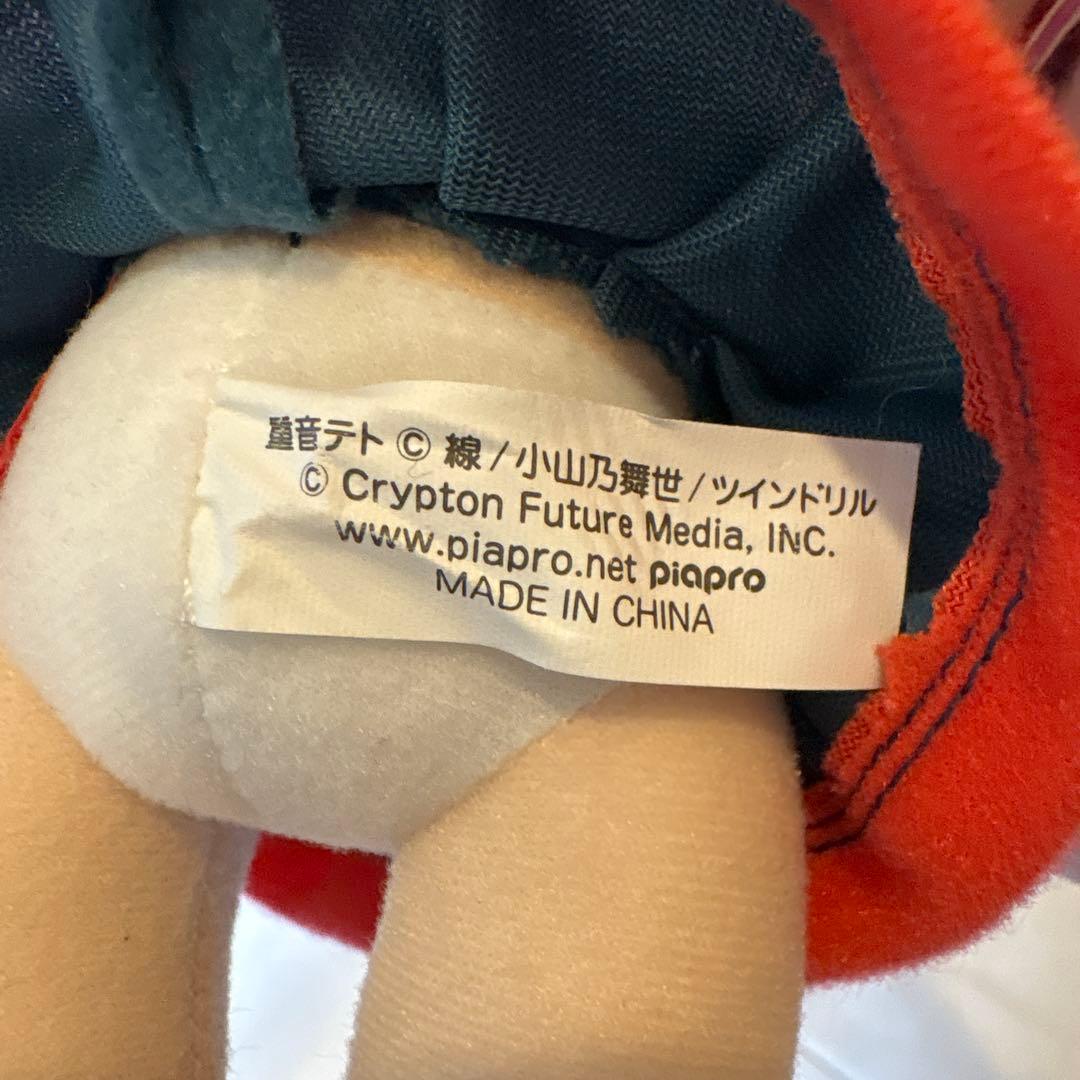 重音テト © 線/小山乃舞世/ツインドリル
© Crypton Future Media, INC.
www.piapro.net piapro
MADE IN CHINA